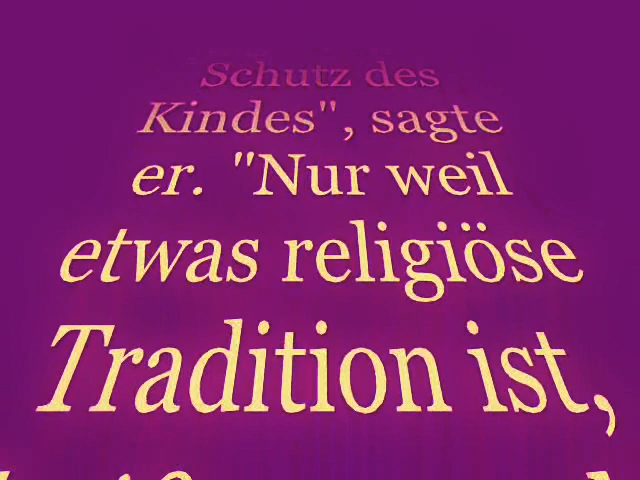 Schutz des
Kindes", sagte
er. "Nur weil
etwas religiöse
Tradition ist,